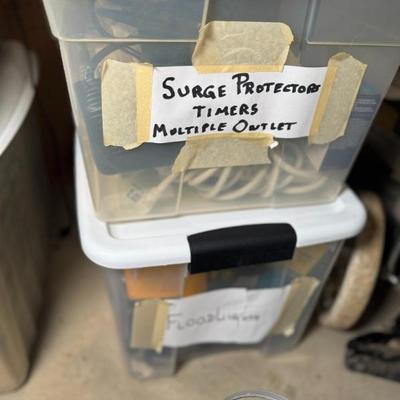 Surge Protectors
Timers
Multiple Outlet